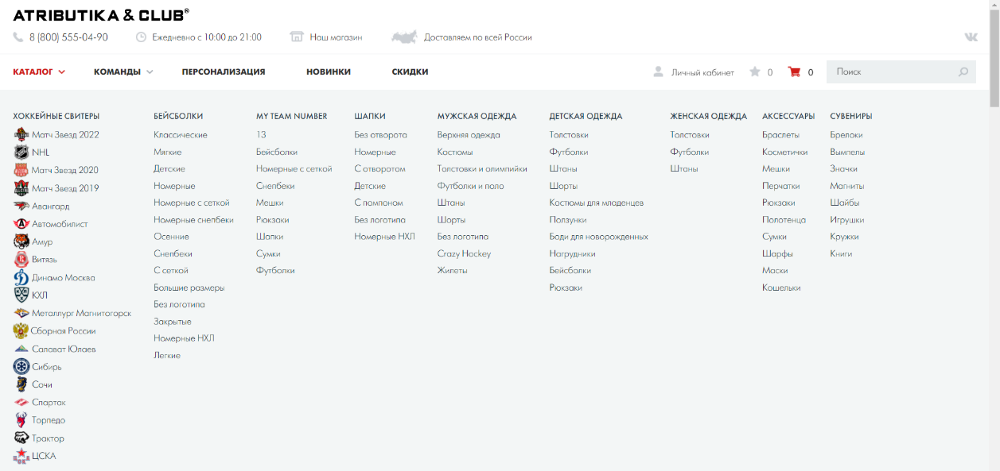 ATRIBUTIKA & CLUB®
8 (800) 555-04-90
Ежедневно с 10:00 до 21:00
Наш магазин
Доставляем по всей России
КАТАЛОГ
КОМАНДЫ
ПЕРСОНАЛИЗАЦИЯ
НОВИНКИ
СКИДКИ
Личный кабинет
0
0
Поиск
ХОККЕЙНЫЕ СВИТЕРЫ
Матч Звезд 2022
NHL
Матч Звезд 2020
Матч Звезд 2019
Авангард
Автомобилист
Амур
Витязь
Динамо Москва
КХЛ
Металлург Магнитогорск
Сборная России
Салават Юлаев
Сибирь
Сочи
Спартак
Торпедо
Трактор
ЦСКА
БЕЙСБОЛКИ
Классические
Мягкие
Детские
Номерные
Номерные с сеткой
Номерные снепбеки
Осенние
Снепбеки
С сеткой
Большие размеры
Без логотипа
Закрытые
Номерные НХЛ
Легкие
MY TEAM NUMBER
13
Бейсболки
Номерные с сеткой
Снепбеки
Мешки
Рюкзаки
Шапки
Сумки
Футболки
ШАПКИ
Без отворота
Номерные
С отворотом
Детские
С помпоном
Без логотипа
Номерные НХЛ
МУЖСКАЯ ОДЕЖДА
Верхняя одежда
Костюмы
Толстовки и олимпийки
Футболки и поло
Штаны
Шорты
Без логотипа
Crazy Hockey
Жилеты
ДЕТСКАЯ ОДЕЖДА
Толстовки
Футболки
Штаны
Шорты
Костюмы для младенцев
Ползунки
Боди для новорожденных
Нагрудники
Бейсболки
Рюкзаки
ЖЕНСКАЯ ОДЕЖДА
Толстовки
Футболки
Штаны
АКСЕССУАРЫ
Браслеты
Косметички
Мешки
Перчатки
Рюкзаки
Полотенца
Сумки
Шарфы
Маски
Кошельки
СУВЕНИРЫ
Брелоки
Вымпелы
Значки
Магниты
Шайбы
Игрушки
Кружки
Книги